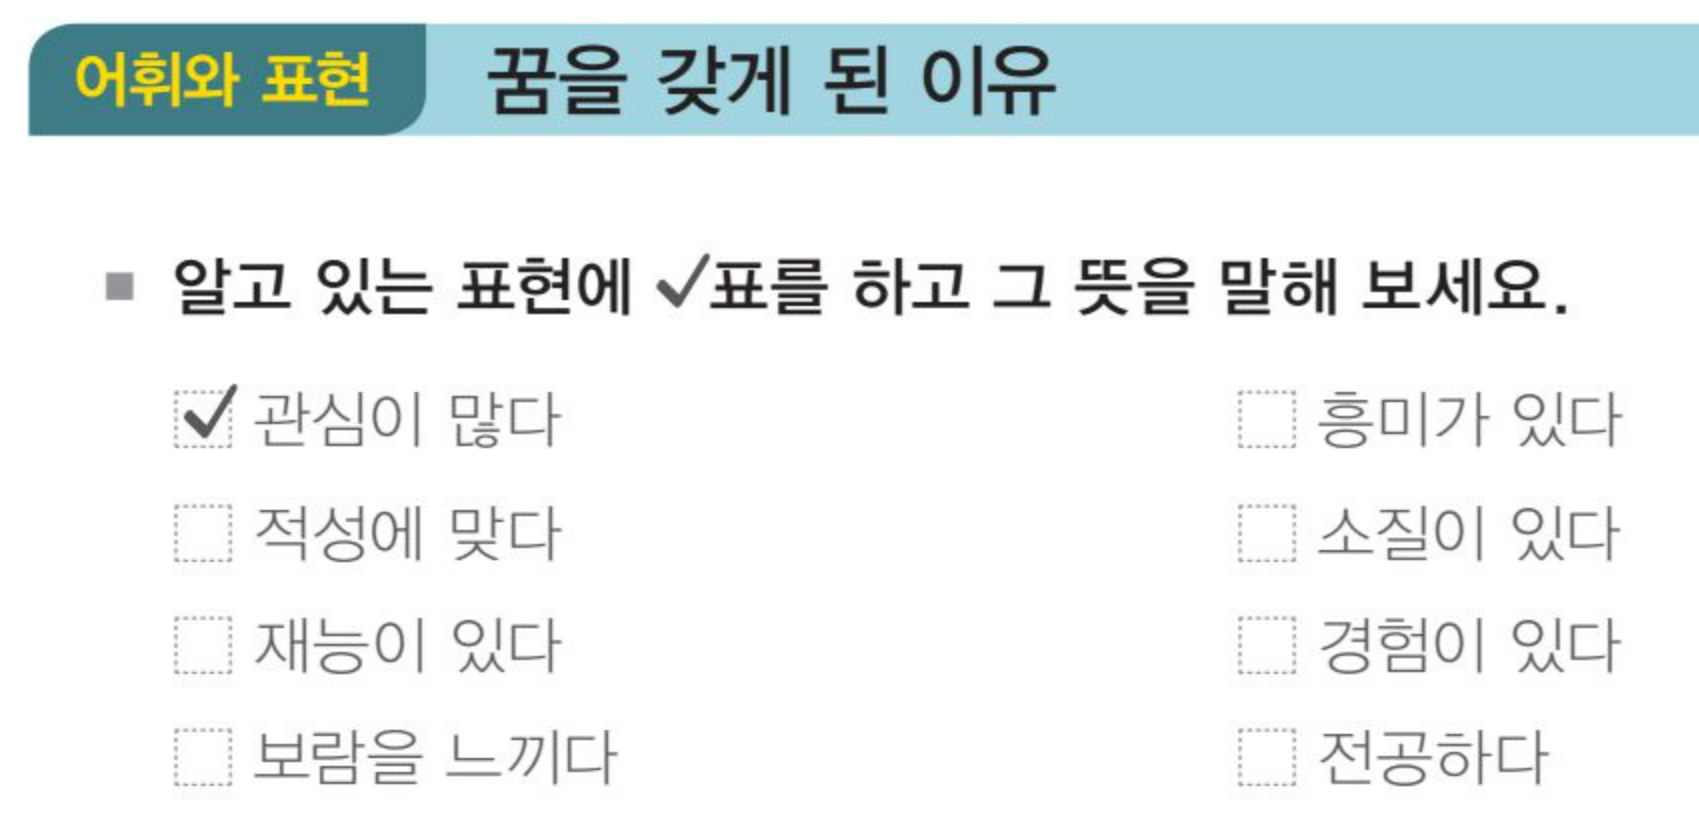 어휘와 표현 꿈을 갖게 된 이유
■ 알고 있는 표현에 ✓표를 하고 그 뜻을 말해 보세요.
✓ 관심이 많다 □ 흥미가 있다
□ 적성에 맞다 □ 소질이 있다
□ 재능이 있다 □ 경험이 있다
□ 보람을 느끼다 □ 전공하다